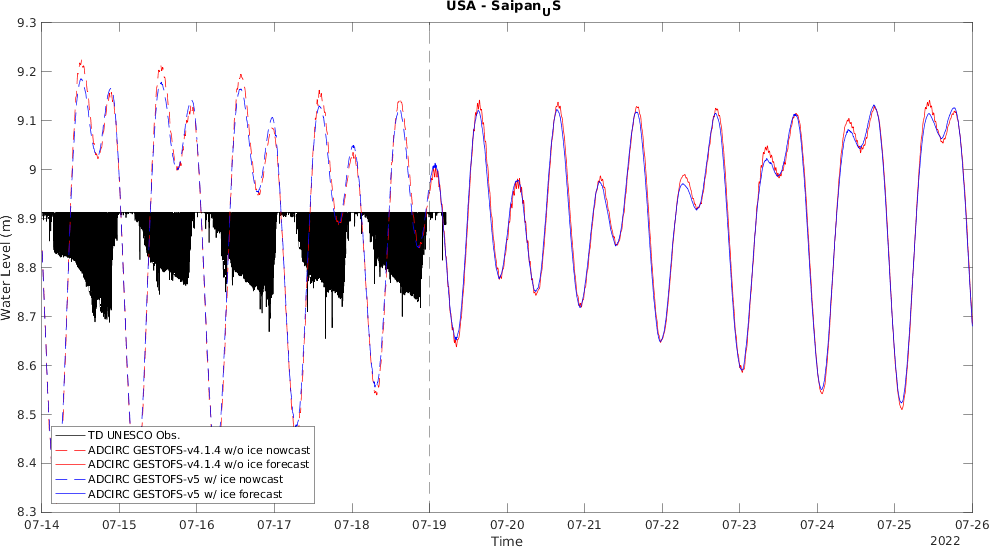 USA - SaipanUS
9.3
9.2
9.1
9
8.9
8.8
8.7
8.6
8.5
8.4
8.3
Water Level (m)
TD UNESCO Obs.
ADCIRC GESTOFS-v4.1.4 w/o ice nowcast
ADCIRC GESTOFS-v4.1.4 w/o ice forecast
ADCIRC GESTOFS-v5 w/ ice nowcast
ADCIRC GESTOFS-v5 w/ ice forecast
07-14 07-15 07-16 07-17 07-18 07-19 07-20 07-21 07-22 07-23 07-24 07-25 07-26
Time
2022